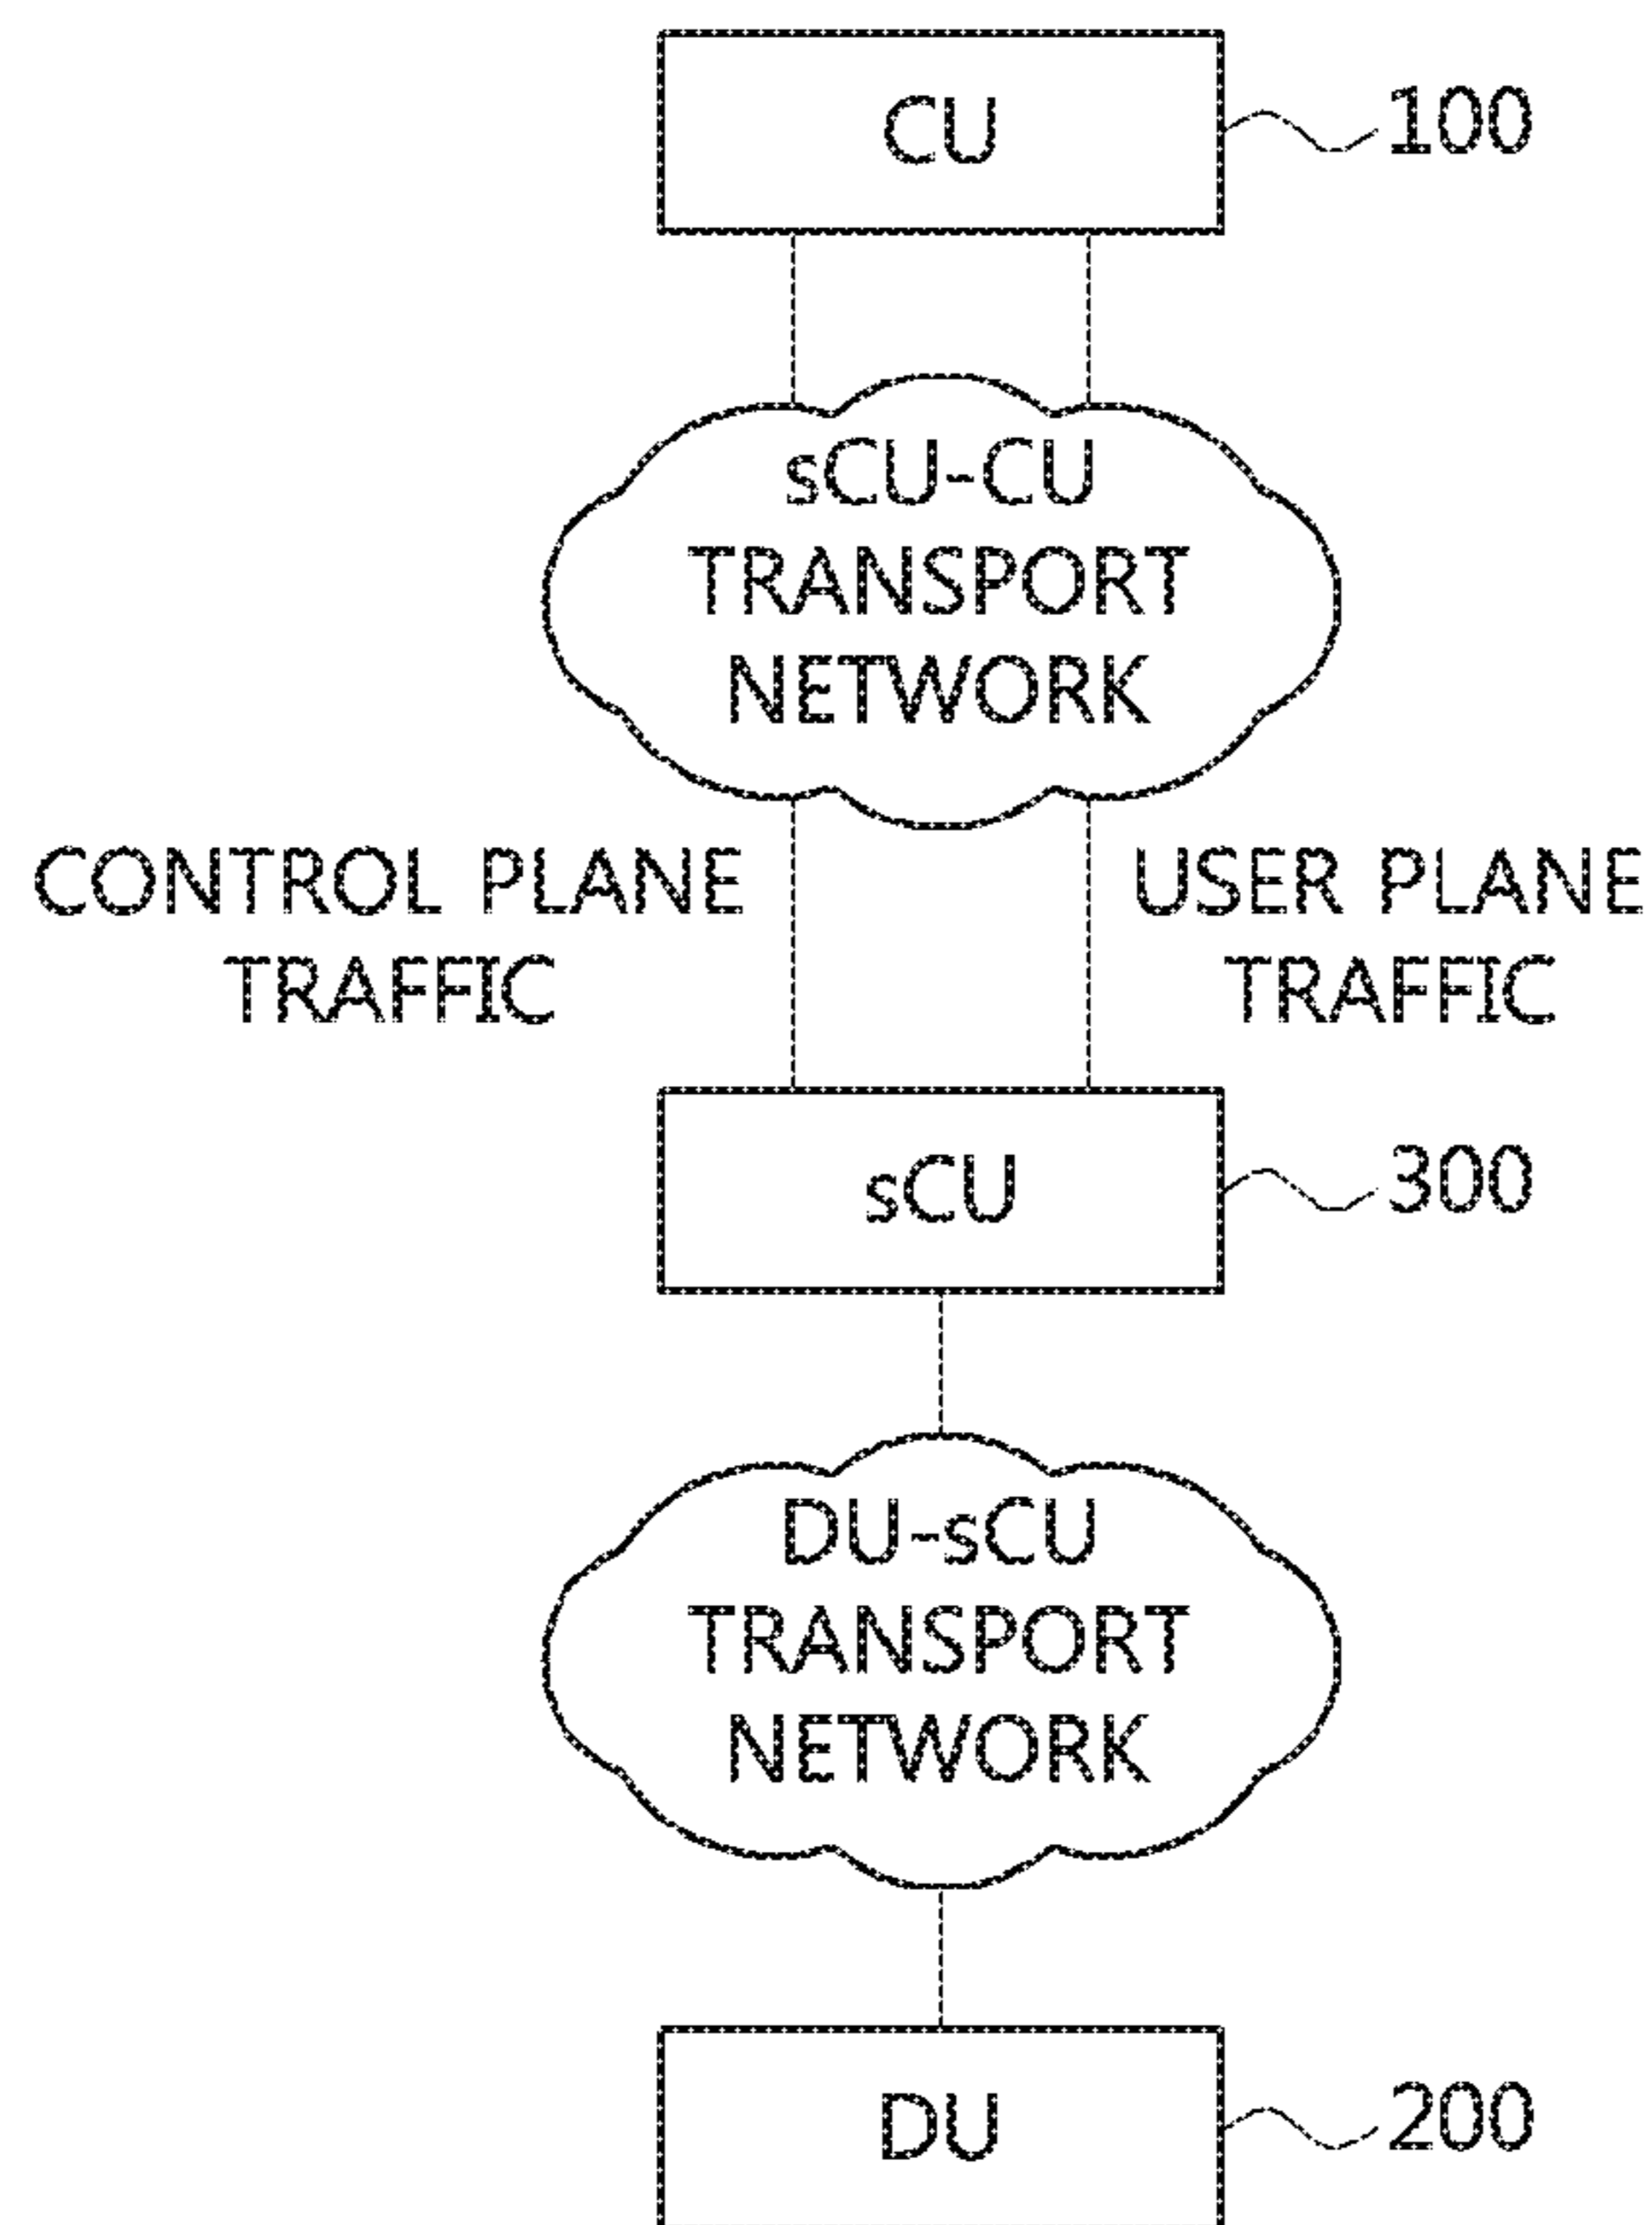 CU
100
sCU-CU
TRANSPORT
NETWORK
CONTROL PLANE
TRAFFIC
USER PLANE
TRAFFIC
sCU
300
DU-sCU
TRANSPORT
NETWORK
DU
200